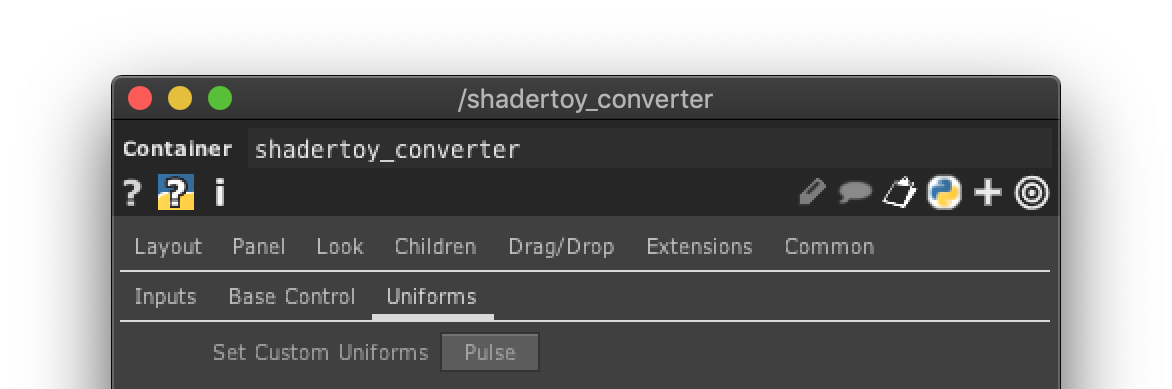 /shadertoy_converter
Container shadertoy_converter
? ? i
Layout Panel Look Children Drag/Drop Extensions Common
Inputs Base Control Uniforms
Set Custom Uniforms Pulse